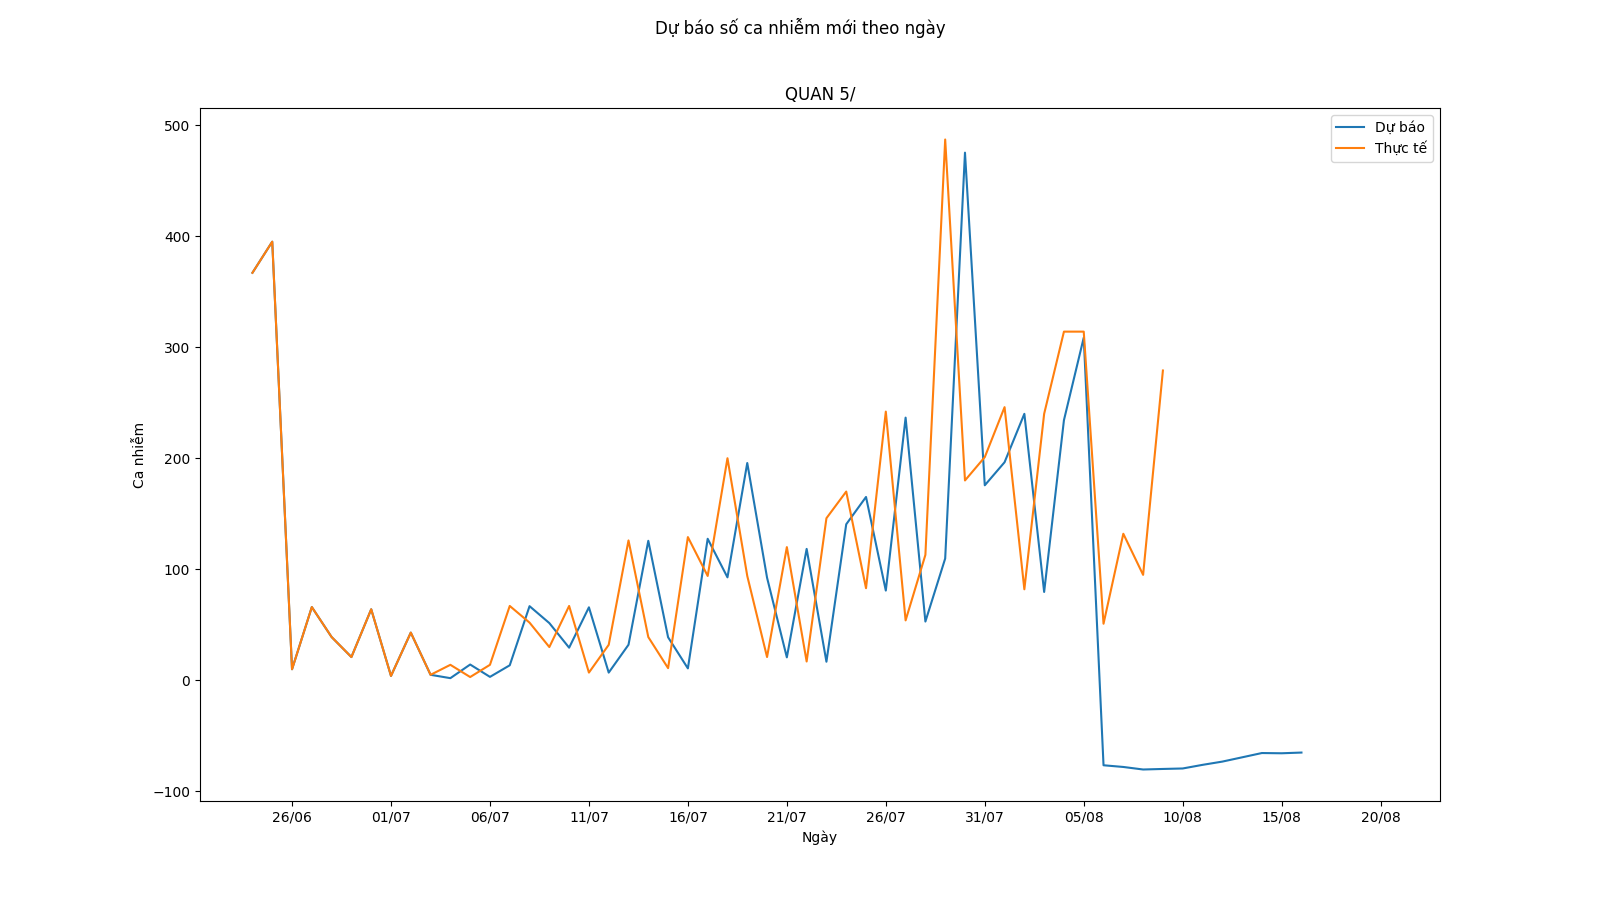 Dự báo số ca nhiễm mới theo ngày
QUAN 5/
Dự báo
Thực tế
500
400
300
200
100
0
−100
Ca nhiễm
26/06 01/07 06/07 11/07 16/07 21/07 26/07 31/07 05/08 10/08 15/08 20/08
Ngày